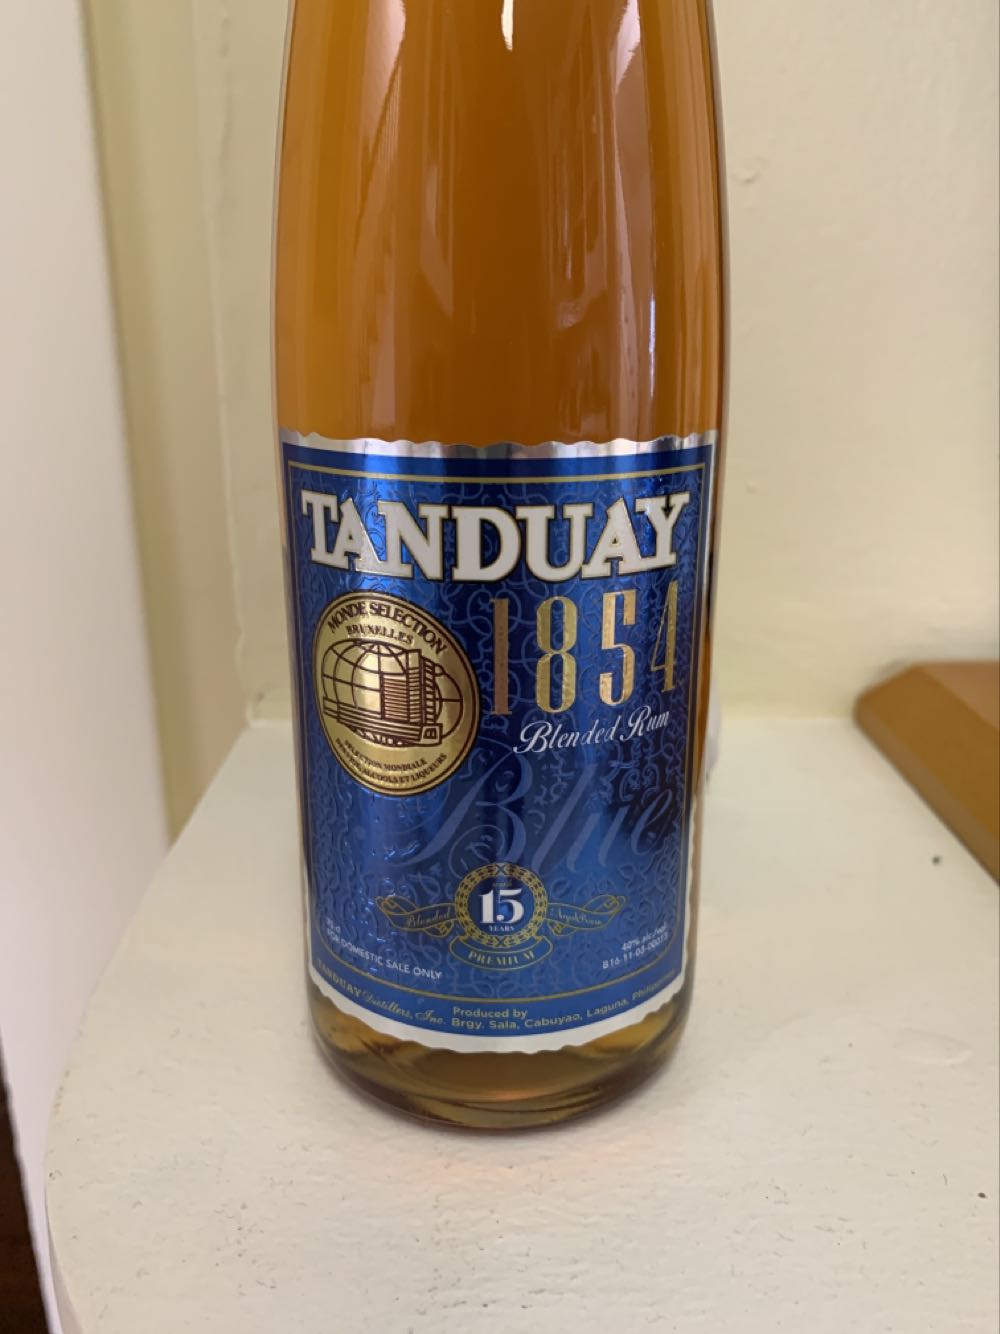 TANDUAY
MONDE SELECTION
BRUXELLES
1854
Blended Rum
SELECTION MONDIALE
ALCOOLS ET LIQUEURS
Blue
Blended
15
YEARS
PREMIUM
FOR DOMESTIC SALE ONLY
40% alc/vol
TANDUAY Distillers, Inc.
Produced by
Brgy. Sala, Cabuyao, Laguna, Philippines